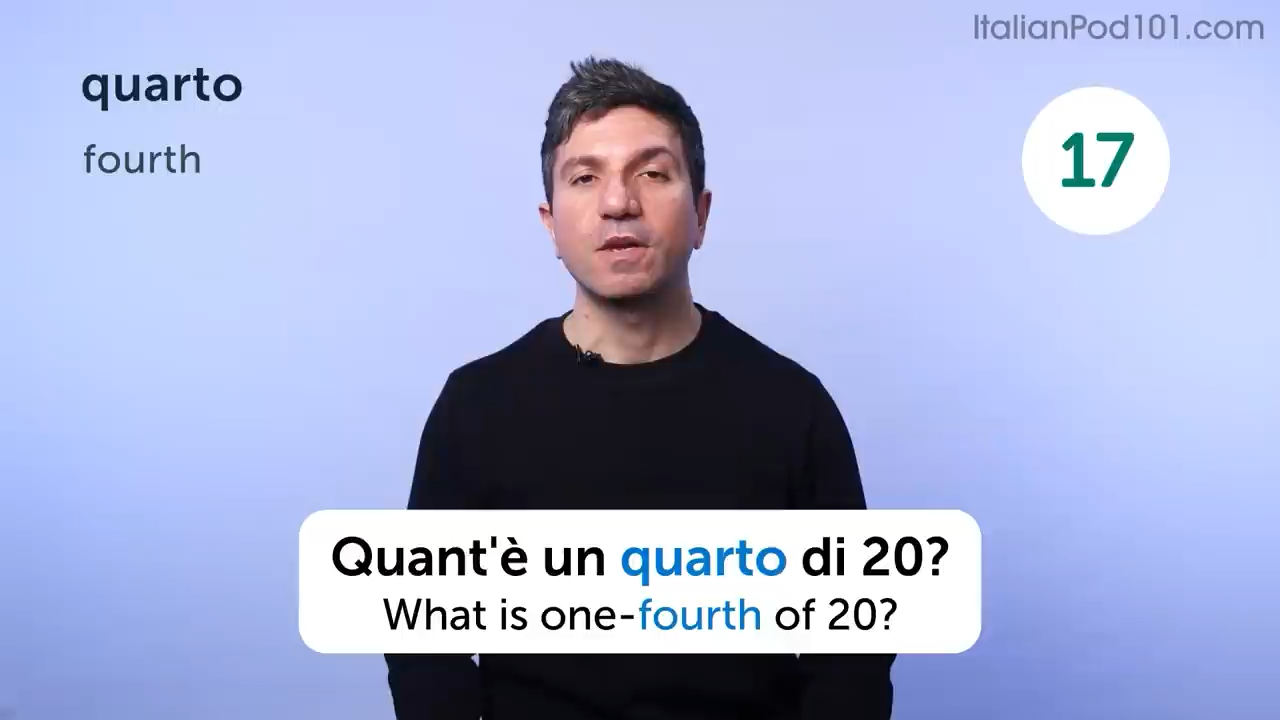 ItalianPod101.com
quarto
fourth
17
Quant'è un quarto di 20?
What is one-fourth of 20?